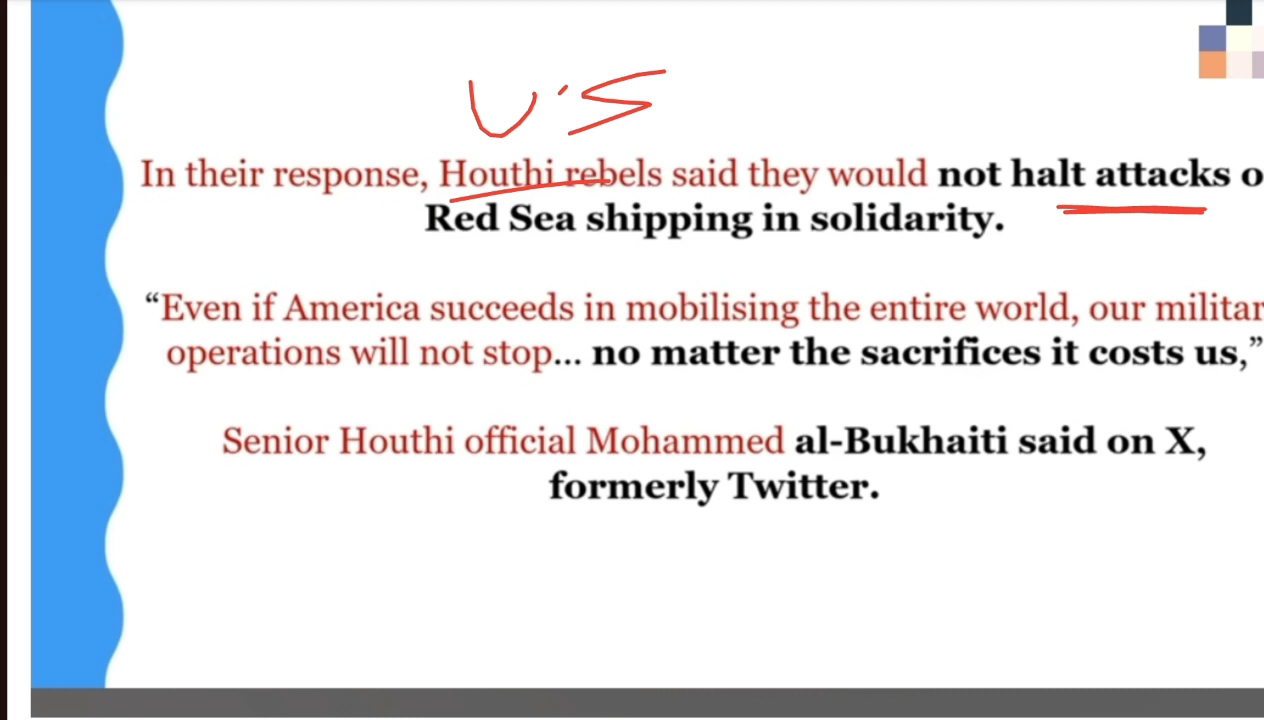 U.S
In their response, Houthi rebels said they would not halt attacks
Red Sea shipping in solidarity.
“Even if America succeeds in mobilising the entire world, our
operations will not stop... no matter the sacrifices it costs us,”
Senior Houthi official Mohammed al-Bukhaiti said on X,
formerly Twitter.